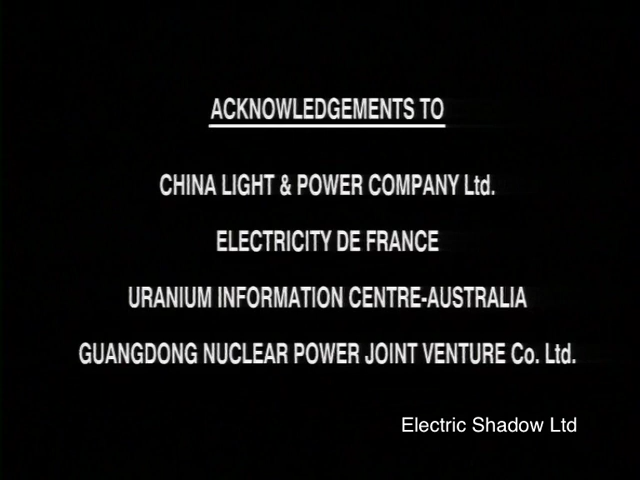 ACKNOWLEDGEMENTS TO
CHINA LIGHT & POWER COMPANY Ltd.
ELECTRICITY DE FRANCE
URANIUM INFORMATION CENTRE-AUSTRALIA
GUANGDONG NUCLEAR POWER JOINT VENTURE Co. Ltd.
Electric Shadow Ltd